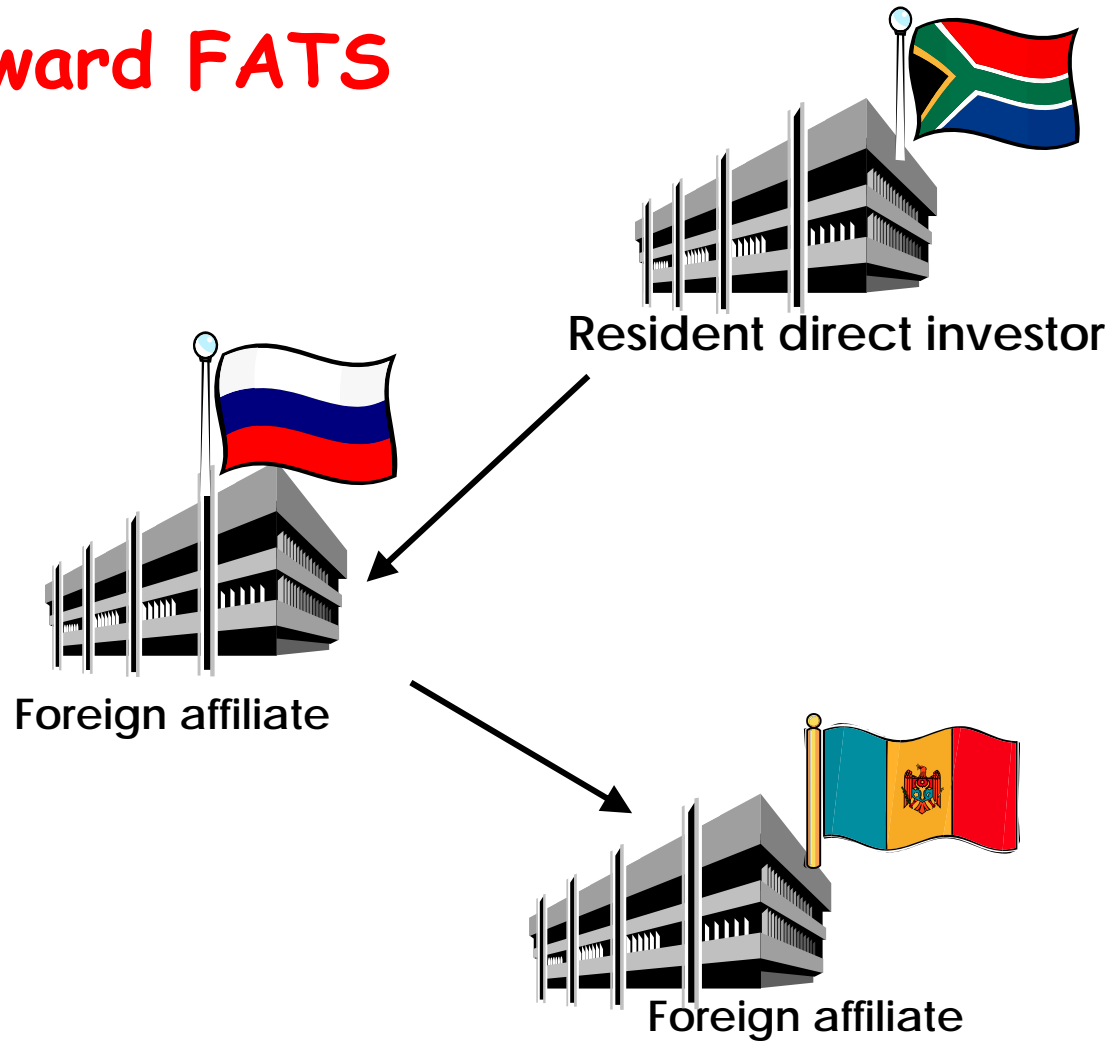 ward FATS
Resident direct investor
Foreign affiliate
Foreign affiliate